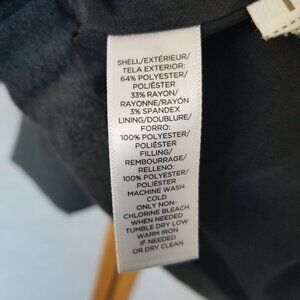 SHELL/EXTÉRIEUR/
TELA EXTERIOR:
64% POLYESTER/
POLIÉSTER
33% RAYON/
RAYONNE/RAYÓN
3% SPANDEX
LINING/DOUBLURE/
FORRO:
100% POLYESTER/
POLIÉSTER
FILLING/
REMBOURRAGE/
RELLENO:
100% POLYESTER/
POLIÉSTER
MACHINE WASH
COLD
ONLY NON-
CHLORINE BLEACH
WHEN NEEDED
TUMBLE DRY LOW
WARM IRON
IF NEEDED
OR DRY CLEAN